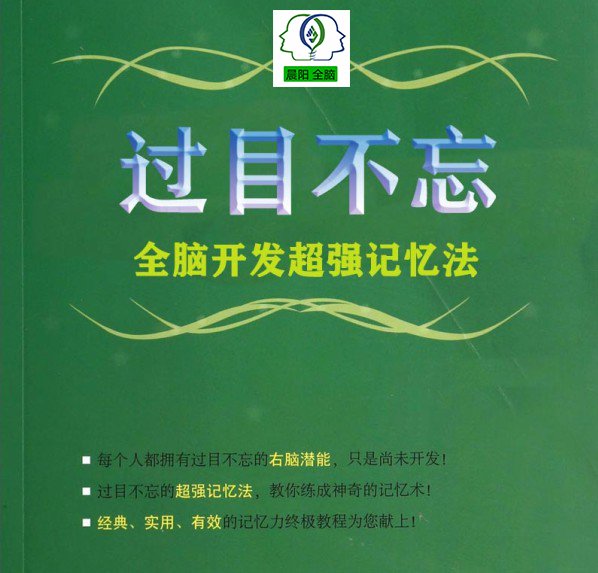 晨阳 全脑
过目不忘
全脑开发超强记忆法
■ 每个人都拥有过目不忘的右脑潜能，只是尚未开发！
■ 过目不忘的超强记忆法，教你练成神奇的记忆术！
■ 经典、实用、有效的记忆力终极教程为您献上！